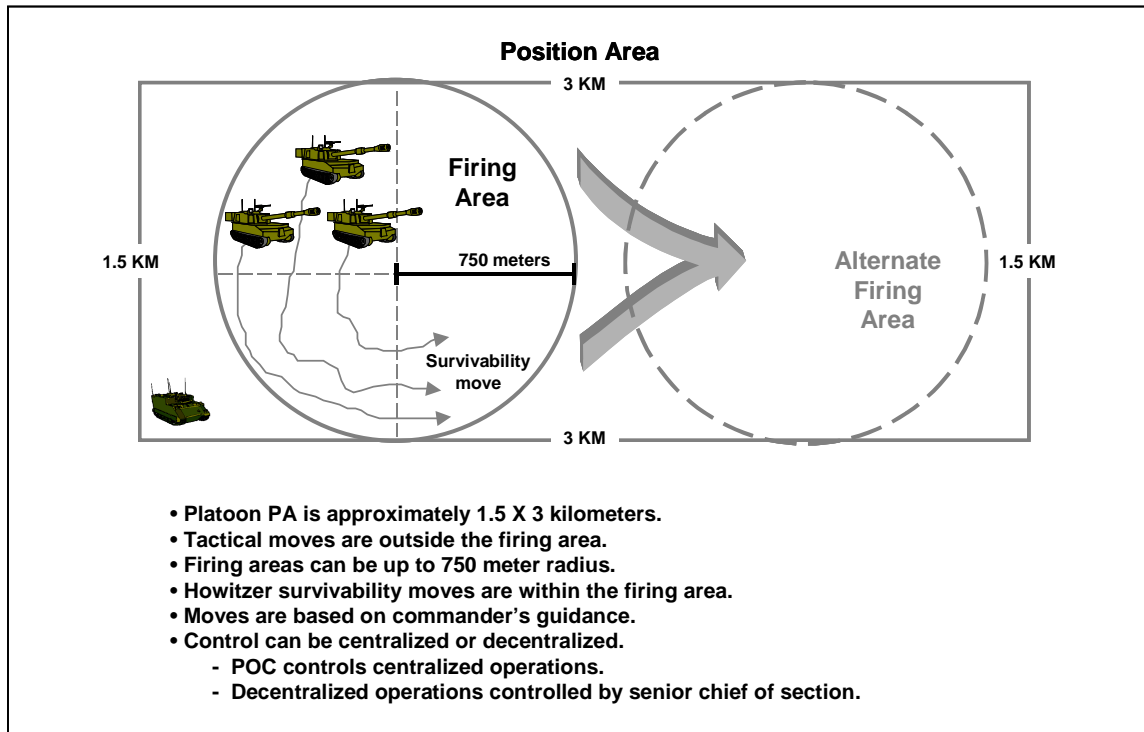 Position Area
3 KM
Firing
Area
750 meters
1.5 KM
Alternate
Firing
Area
1.5 KM
Survivability
move
3 KM
• Platoon PA is approximately 1.5 X 3 kilometers.
• Tactical moves are outside the firing area.
• Firing areas can be up to 750 meter radius.
• Howitzer survivability moves are within the firing area.
• Moves are based on commander’s guidance.
• Control can be centralized or decentralized.
- POC controls centralized operations.
- Decentralized operations controlled by senior chief of section.